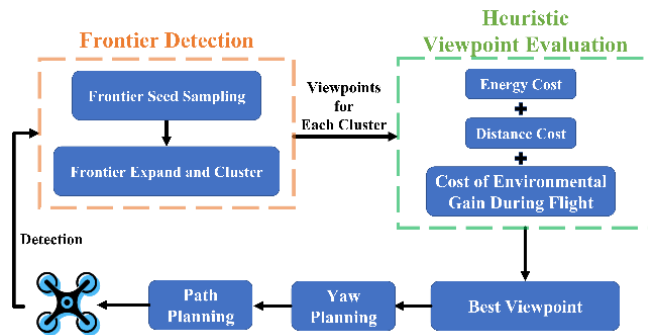 Frontier Detection
Frontier Seed Sampling
Frontier Expand and Cluster
Viewpoints
for
Each Cluster
Heuristic
Viewpoint Evaluation
Energy Cost
+
Distance Cost
+
Cost of Environmental
Gain During Flight
Best Viewpoint
Yaw
Planning
Path
Planning
Detection